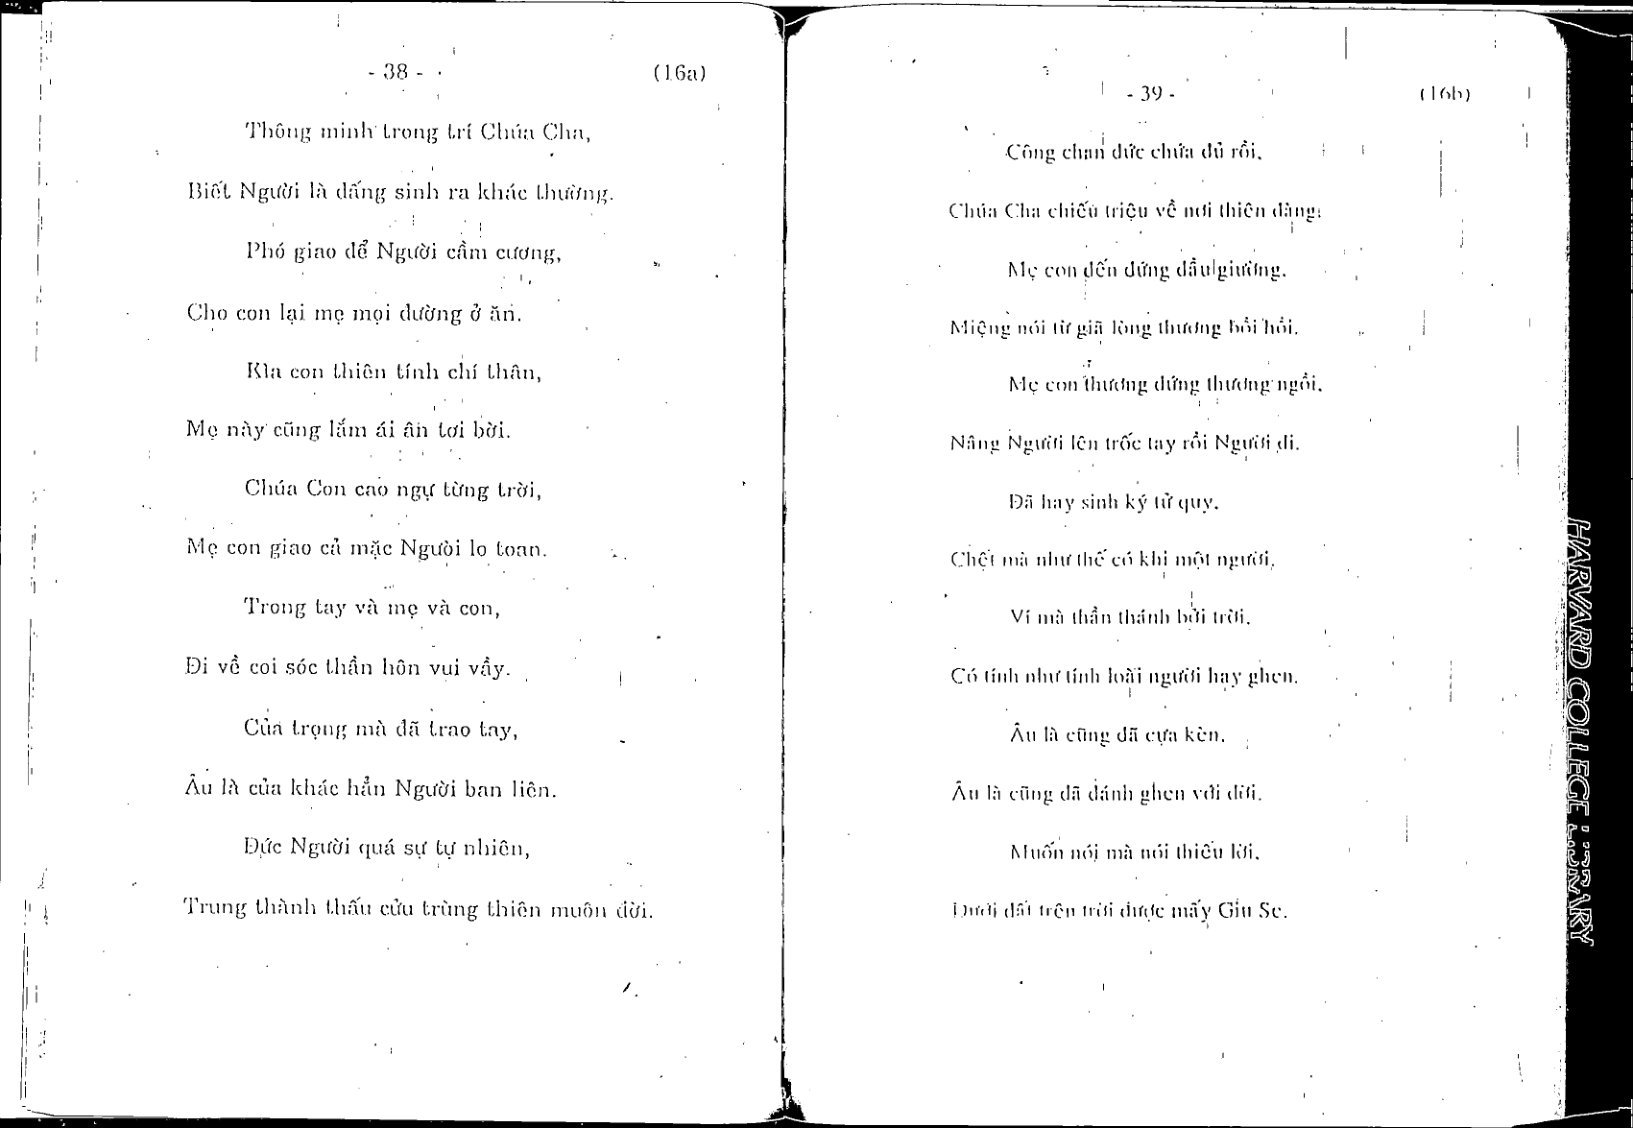 - 38 -
(16a)
Thông minh trong trí Chúa Cha,
Biết Người là đấng sinh ra khác thường.
Phó giao để Người cầm cương,
Cho con lại mẹ mọi đường ở ăn.
Kìa con thiên tính chí thân,
Mẹ này cũng lắm ái ân tơi bời.
Chúa Con cao ngự từng trời,
Mẹ con giao cả mặc Người lo toan.
Trong tay và mẹ và con,
Đi về coi sóc thần hôn vui vầy.
Của trọng mà đã trao tay,
Âu là của khác hẳn Người ban liên.
Đức Người quá sự tự nhiên,
Trung thành thấu cửu trùng thiên muôn đời.
- 39 -
(16b)
Công chan đức chứa đủ rồi.
Chúa Cha chiếu triệu về nơi thiên đàng.
Mẹ con đến đứng đầu giường.
Miệng nói từ giã lòng thương bồi hồi.
Mẹ con thương đứng thương ngồi.
Nâng Người lên trốc tay rồi Người đi.
Đã hay sinh ký tử quy.
Chết mà như thế có khi một người.
Ví mà thần thánh bởi trời.
Có tính như tính loài người hay ghen.
Âu là cũng đã cựa kèn.
Âu là cũng đã đánh ghen với đời.
Muốn nói mà nói thiếu lời.
Dưới đất trên trời được mấy Giu Se.
HARVARD COLLEGE LIBRARY